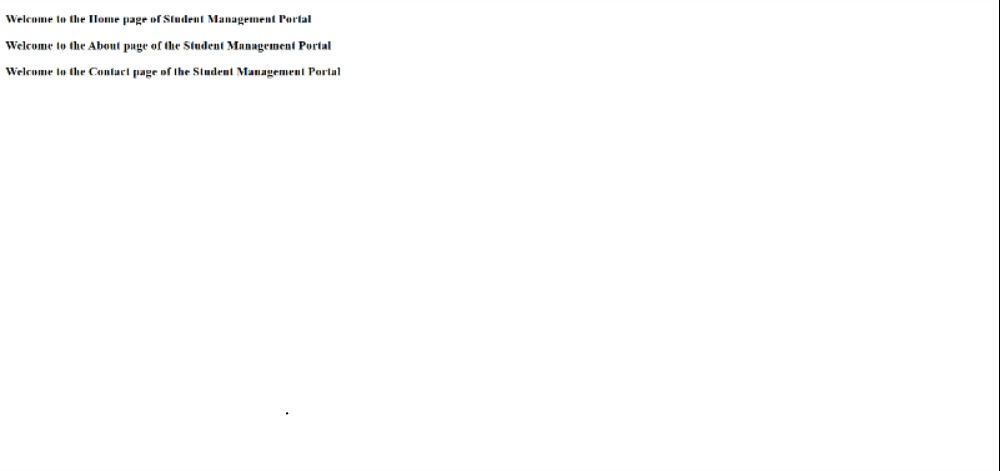 Welcome to the Home page of Student Management Portal
Welcome to the About page of the Student Management Portal
Welcome to the Contact page of the Student Management Portal